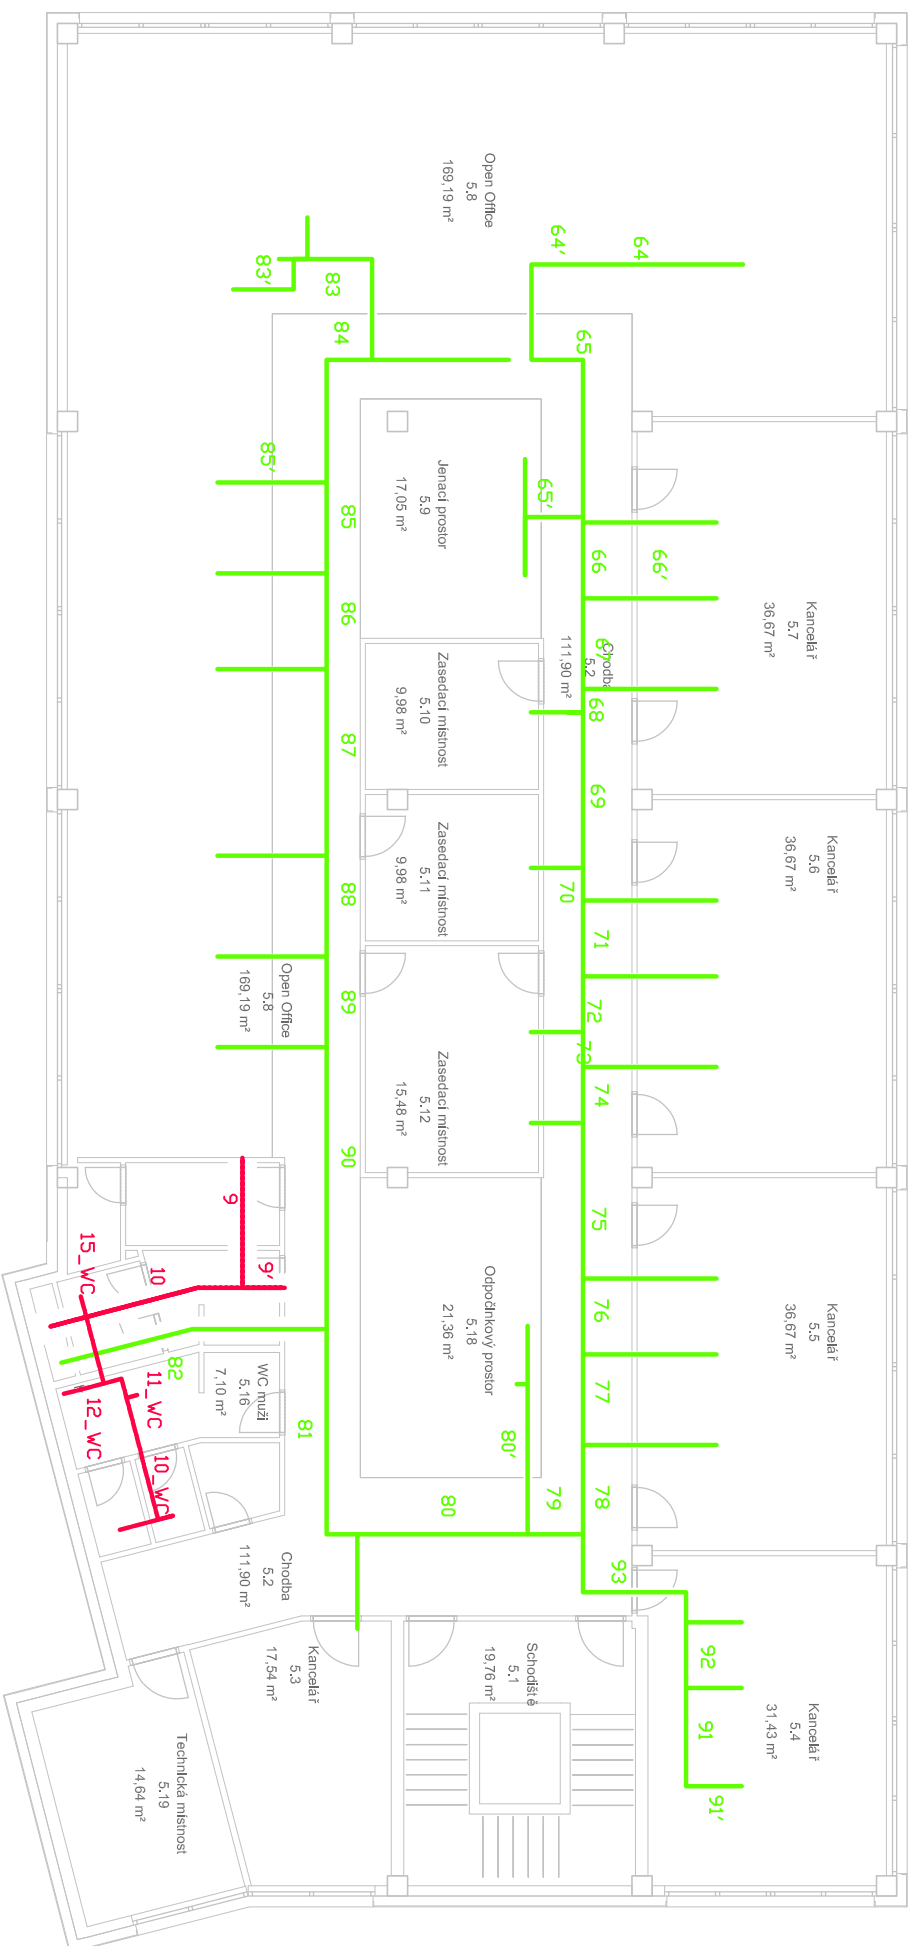 Open Office
5.8
169,19 m²
64'
64
83'
83
84
65
85'
85
65'
Jenací prostor
5.9
17,05 m²
66
66'
Kancelář
5.7
36,67 m²
86
67
Chodba
5.2
111,90 m²
Zasedací místnost
5.10
9,98 m²
68
87
69
Zasedací místnost
5.11
9,98 m²
Kancelář
5.6
36,67 m²
88
70
71
Open Office
5.8
169,19 m²
89
72
73
74
Zasedací místnost
5.12
15,48 m²
90
9
75
9'
15_WC
10
Odpočinkový prostor
5.18
21,36 m²
76
Kancelář
5.5
36,67 m²
82
WC muži
5.16
7,10 m²
77
11_WC
12_WC
81
80'
10_WC
80
79
78
Chodba
5.2
111,90 m²
93
Kancelář
5.3
17,54 m²
Schodiště
5.1
19,76 m²
92
91
Kancelář
5.4
31,43 m²
91'
Technická místnost
5.19
14,64 m²